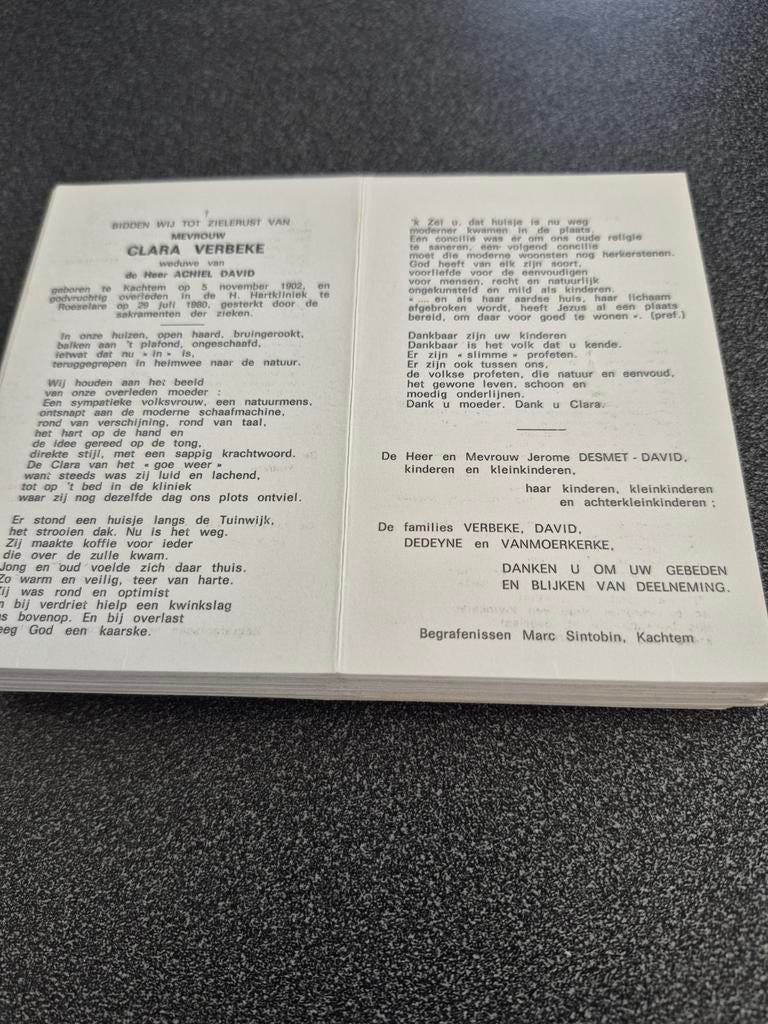 †
BIDDEN WIJ TOT ZIELERUST VAN
MEVROUW
CLARA VERBEKE
weduwe van
de Heer ACHIEL DAVID
geboren te Kachtem op 5 november 1902, en
godvruchtig overleden in de H. Hartkliniek te
Roeselare op 29 juli 1980, gesterkt door de
sakramenten der zieken.
In onze huizen, open haard, bruingerookt,
balken aan 't plafond, ongeschaafd,
ietwat dat nu » in » is,
teruggegrepen in heimwee naar de natuur.
Wij houden aan het beeld
van onze overleden moeder :
Een sympatieke volksvrouw, een natuurmens,
ontsnapt aan de moderne schaafmachine,
rond van verschijning, rond van taal,
het hart op de hand en
de idee gereed op de tong,
direkte stijl, met een sappig krachtwoord.
De Clara van het « goe weer »
want steeds was zij luid en lachend,
tot op 't bed in de kliniek
waar zij nog dezelfde dag ons plots ontviel.
Er stond een huisje langs de Tuinwijk,
het strooien dak. Nu is het weg.
Zij maakte koffie voor ieder
die over de zulle kwam.
Jong en oud voelde zich daar thuis.
Zo warm en veilig, teer van harte.
Zij was rond en optimist
n bij verdriet hielp een kwinkslag
s bovenop. En bij overlast
eeg God een kaarske.
'k Zei u, dat huisje is nu weg
moderner kwamen in de plaats,
Een concilie was er om ons oude religie
te saneren, een volgend concilie
moet die moderne woonsten nog herkerstenen.
God heeft van elk zijn soort,
voorliefde voor de eenvoudigen
voor mensen, recht en natuurlijk
ongekunsteld en mild als kinderen.
« .... en als haar aardse huis, haar lichaam
afgebroken wordt, heeft Jezus al een plaats
bereid, om daar voor goed te wonen ». (pref.)
Dankbaar zijn uw kinderen
Dankbaar is het volk dat u kende.
Er zijn « slimme » profeten.
Er zijn ook tussen ons,
de volkse profeten, die natuur en eenvoud,
het gewone leven, schoon en
moedig onderlijnen.
Dank u moeder. Dank u Clara.
De Heer en Mevrouw Jerome DESMET - DAVID,
kinderen en kleinkinderen,
haar kinderen, kleinkinderen
en achterkleinkinderen ;
De families VERBEKE, DAVID,
DEDEYNE en VANMOERKERKE,
DANKEN U OM UW GEBEDEN
EN BLIJKEN VAN DEELNEMING.
Begrafenissen Marc Sintobin, Kachtem